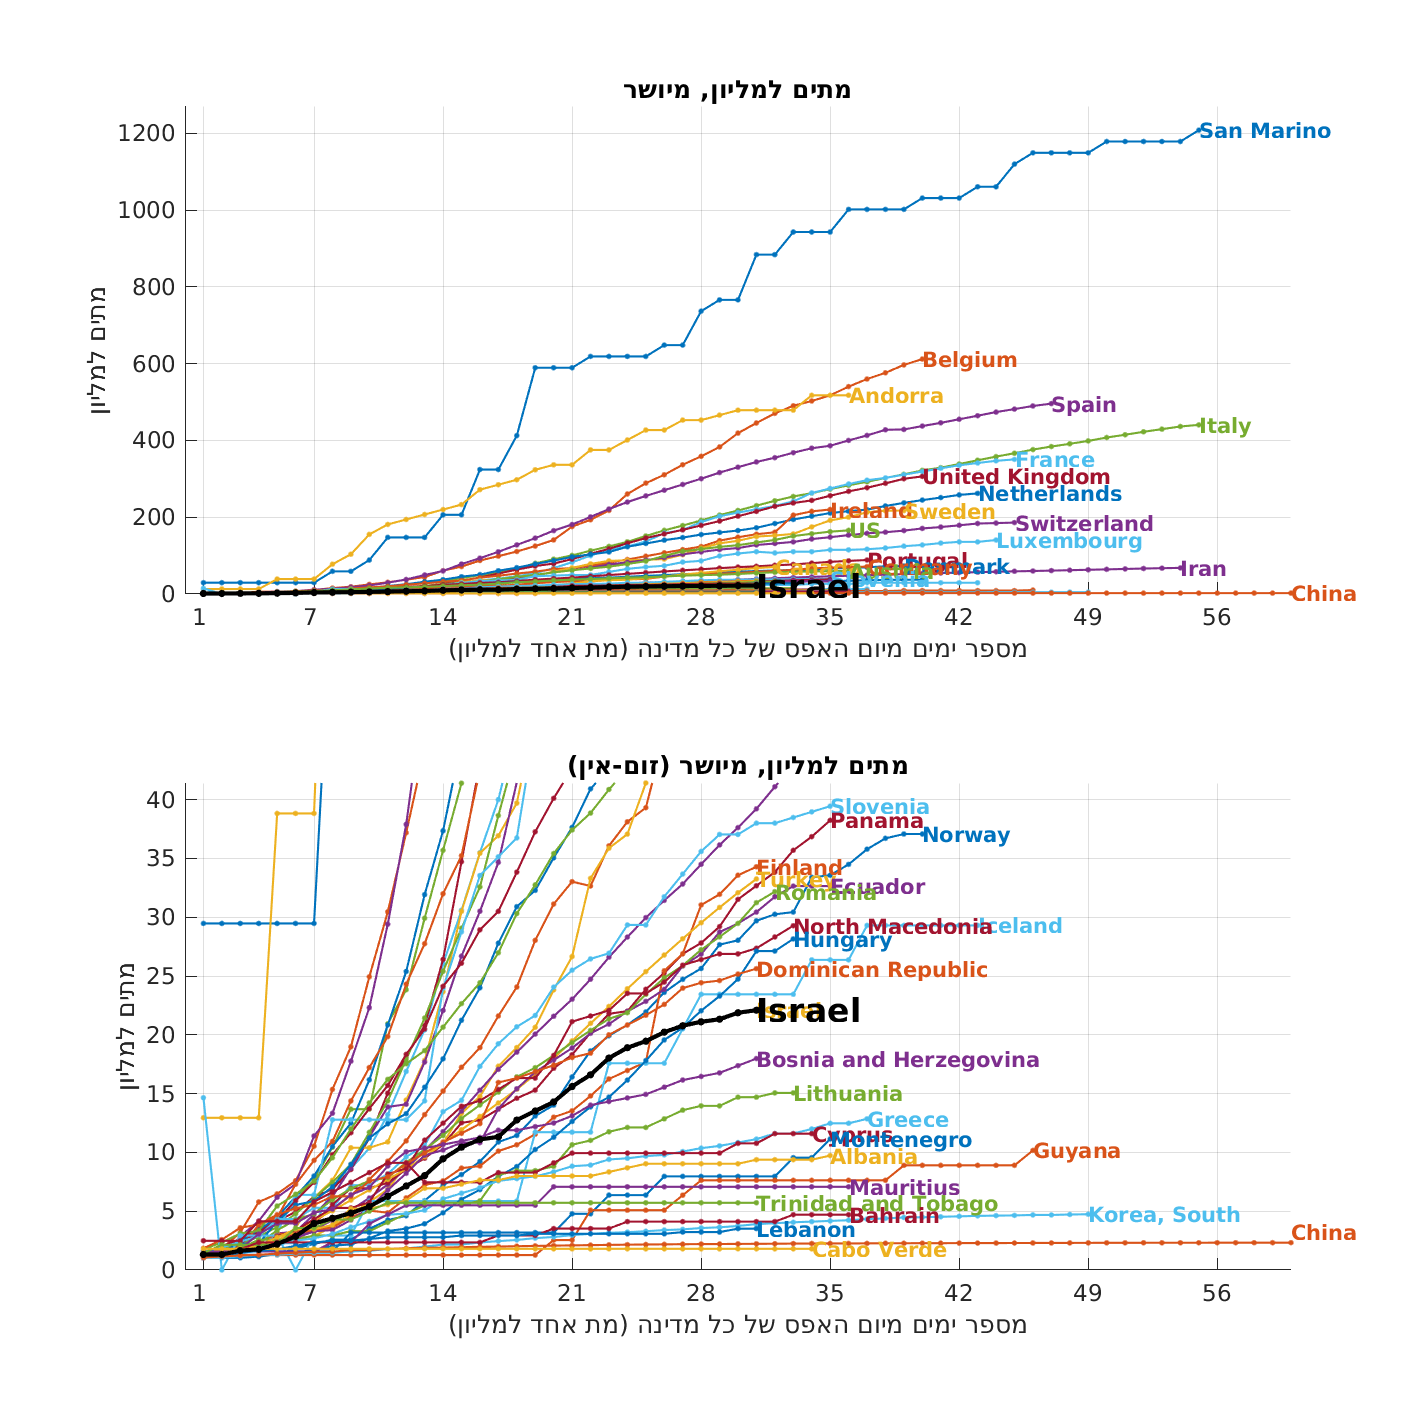 מתים למליון, מיושר
מתים למליון
1200
1000
800
600
400
200
0
San Marino
Belgium
Andorra
Spain
Italy
France
United Kingdom
Netherlands
Ireland
Sweden
US
Switzerland
Luxembourg
Portugal
Iran
Israel
China
1 7 14 21 28 35 42 49 56
מספר ימים מיום האפס של כל מדינה (מת אחד למליון)
מתים למליון, מיושר (זום-אין)
מתים למליון
40
35
30
25
20
15
10
5
0
Slovenia
Panama
Norway
Finland
Turkey
Ecuador
Romania
North Macedonia
Iceland
Hungary
Dominican Republic
Israel
Bosnia and Herzegovina
Lithuania
Greece
Cyprus
Montenegro
Albania
Guyana
Mauritius
Trinidad and Tobago
Bahrain
Korea, South
Lebanon
China
Cabo Verde
1 7 14 21 28 35 42 49 56
מספר ימים מיום האפס של כל מדינה (מת אחד למליון)